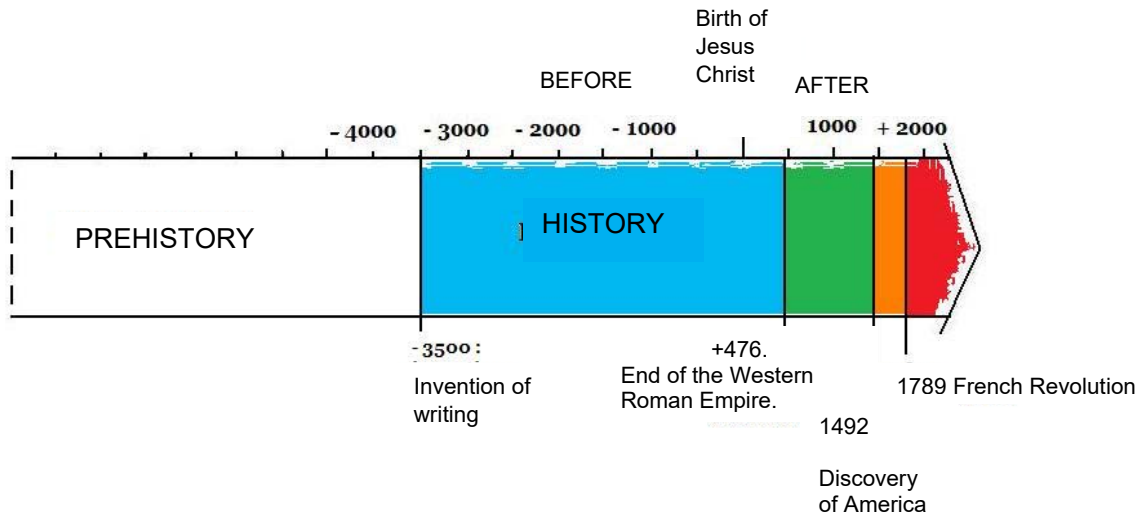 Birth of
Jesus
Christ
BEFORE
AFTER
- 4000 - 3000 - 2000 - 1000 1000 + 2000
PREHISTORY
] HISTORY
- 3500 :
Invention of
writing
+476.
End of the Western
Roman Empire.
1789 French Revolution
1492
Discovery
of America